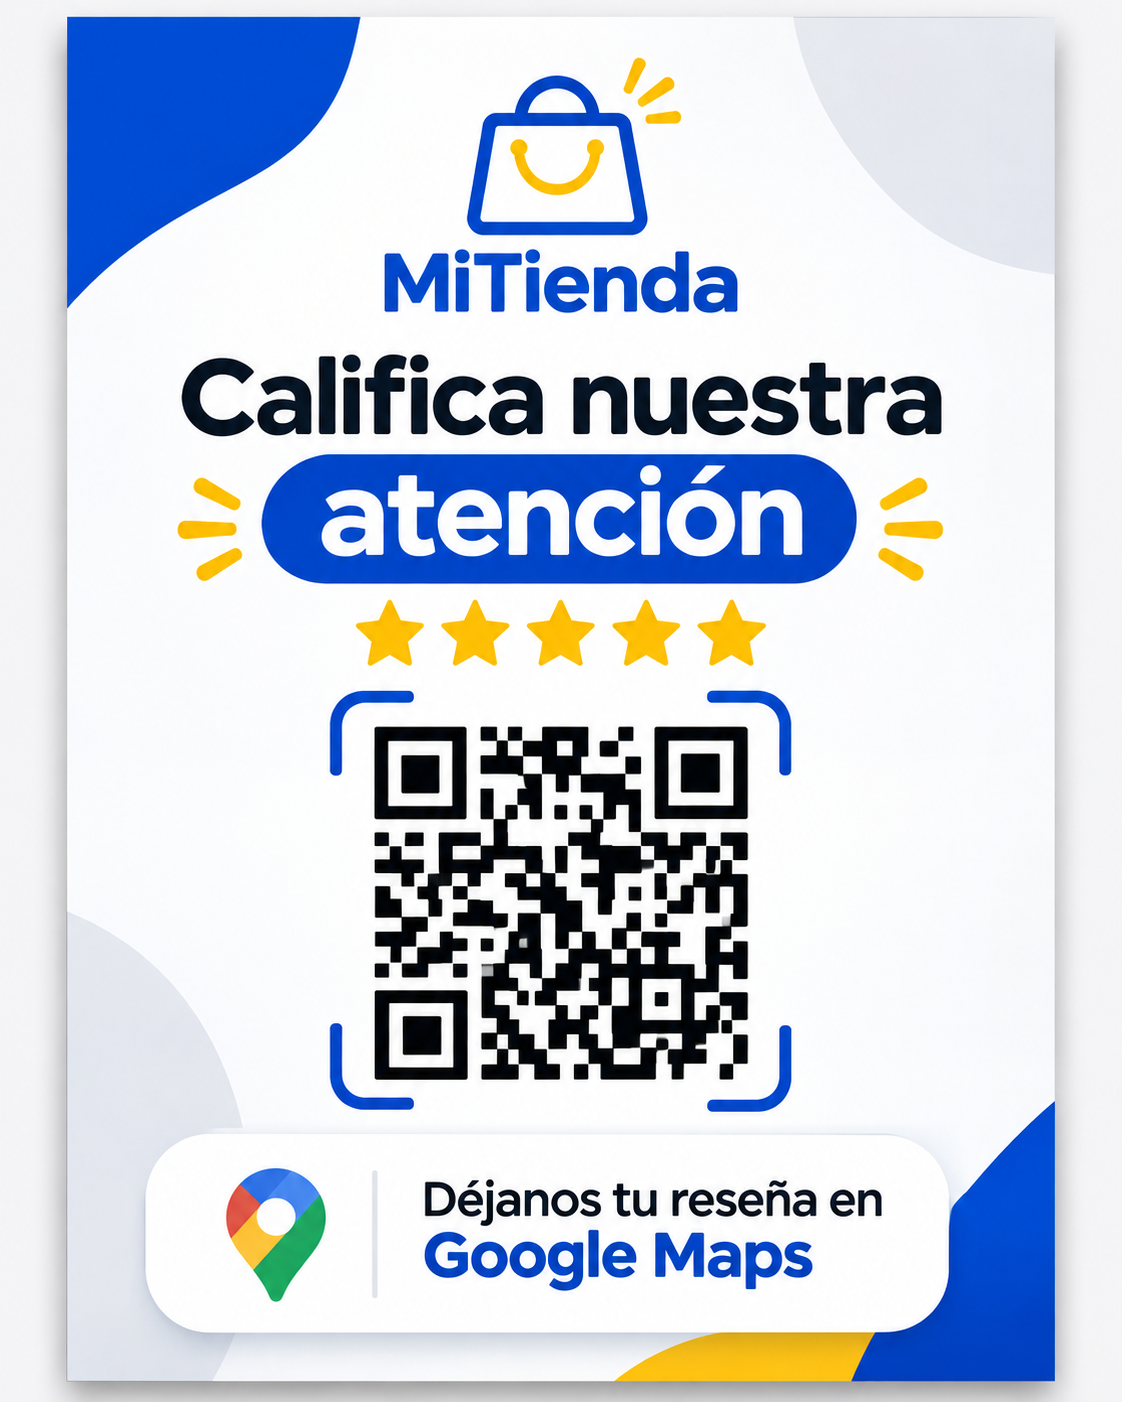 MiTienda
Califica nuestra
atención
Déjanos tu reseña en
Google Maps